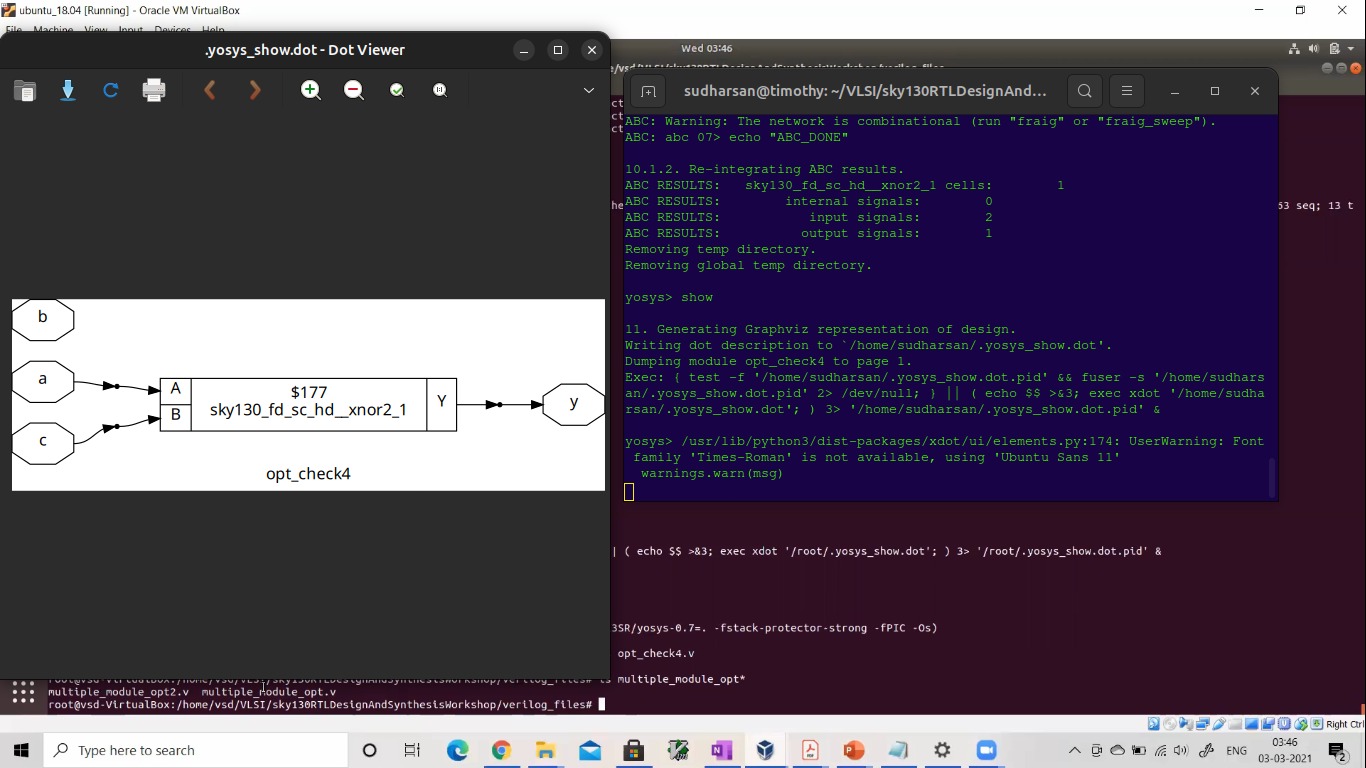 ubuntu_18.04 [Running] - Oracle VM VirtualBox
File Machine View Input Devices Help
Wed 03:46
.yosys_show.dot - Dot Viewer
sudharsan@timothy: ~/VLSI/sky130RTLDesignAnd...
ABC: Warning: The network is combinational (run "fraig" or "fraig_sweep").
ABC: abc 07> echo "ABC_DONE"
10.1.2. Re-integrating ABC results.
ABC RESULTS:   sky130_fd_sc_hd__xnor2_1 cells:        1
ABC RESULTS:        internal signals:        0
ABC RESULTS:           input signals:        2
ABC RESULTS:          output signals:        1
Removing temp directory.
Removing global temp directory.
53 seq; 13 t
yosys> show
11. Generating Graphviz representation of design.
Writing dot description to `/home/sudharsan/.yosys_show.dot'.
Dumping module opt_check4 to page 1.
Exec: { test -f '/home/sudharsan/.yosys_show.dot.pid' && fuser -s '/home/sudhars
an/.yosys_show.dot.pid' 2> /dev/null; } || ( echo $$ >&3; exec xdot '/home/sudha
rsan/.yosys_show.dot'; ) 3> '/home/sudharsan/.yosys_show.dot.pid' &
yosys> /usr/lib/python3/dist-packages/xdot/ui/elements.py:174: UserWarning: Font
family 'Times-Roman' is not available, using 'Ubuntu Sans 11'
warnings.warn(msg)
b
a
c
A
B
$177
sky130_fd_sc_hd__xnor2_1
Y
y
opt_check4
| ( echo $$ >&3; exec xdot '/root/.yosys_show.dot'; ) 3> '/root/.yosys_show.dot.pid' &
3SR/yosys-0.7=. -fstack-protector-strong -fPIC -Os)
opt_check4.v
root@vsd-VirtualBox:/home/vsd/VLSI/sky130RTLDesignAndSynthesisWorkshop/verilog_files# ls multiple_module_opt*
multiple_module_opt2.v  multiple_module_opt.v
root@vsd-VirtualBox:/home/vsd/VLSI/sky130RTLDesignAndSynthesisWorkshop/verilog_files#
Right Ctrl
Type here to search
ENG
03:46
03-03-2021
2